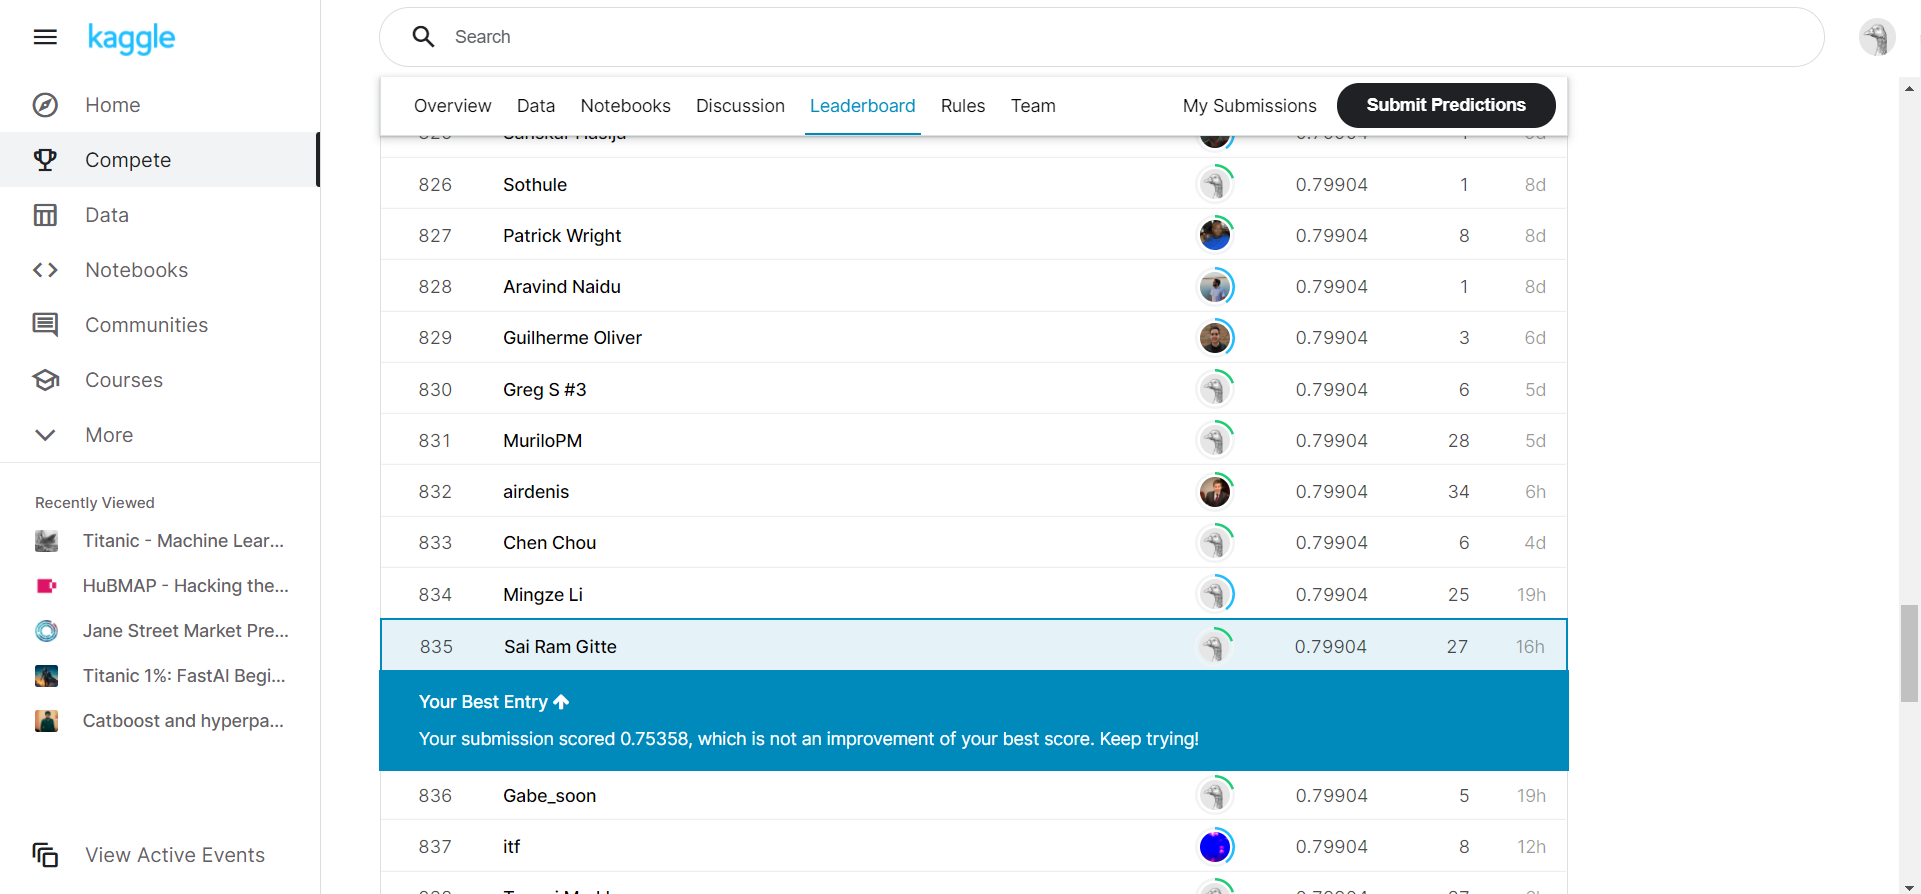 kaggle
Search
Home
Compete
Data
Notebooks
Communities
Courses
More
Recently Viewed
Titanic - Machine Lear...
HuBMAP - Hacking the...
Jane Street Market Pre...
Titanic 1%: FastAI Begi...
Catboost and hyperpa...
View Active Events
Overview Data Notebooks Discussion Leaderboard Rules Team My Submissions Submit Predictions
826 Sothule 0.79904 1 8d
827 Patrick Wright 0.79904 8 8d
828 Aravind Naidu 0.79904 1 8d
829 Guilherme Oliver 0.79904 3 6d
830 Greg S #3 0.79904 6 5d
831 MuriloPM 0.79904 28 5d
832 airdenis 0.79904 34 6h
833 Chen Chou 0.79904 6 4d
834 Mingze Li 0.79904 25 19h
835 Sai Ram Gitte 0.79904 27 16h
Your Best Entry ↑
Your submission scored 0.75358, which is not an improvement of your best score. Keep trying!
836 Gabe_soon 0.79904 5 19h
837 itf 0.79904 8 12h